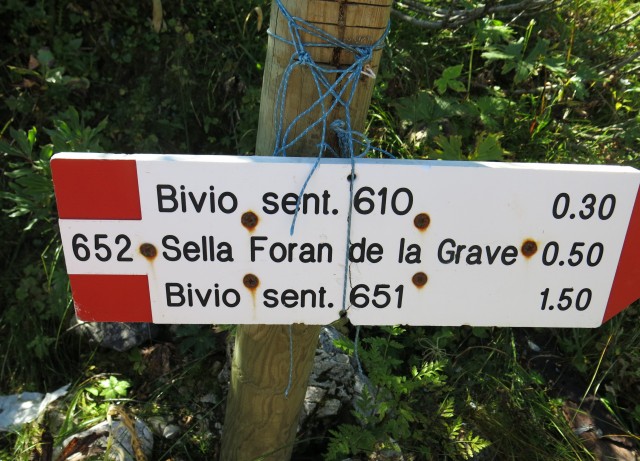 Bivio sent. 610 0.30
652 Sella Foran de la Grave 0.50
Bivio sent. 651 1.50